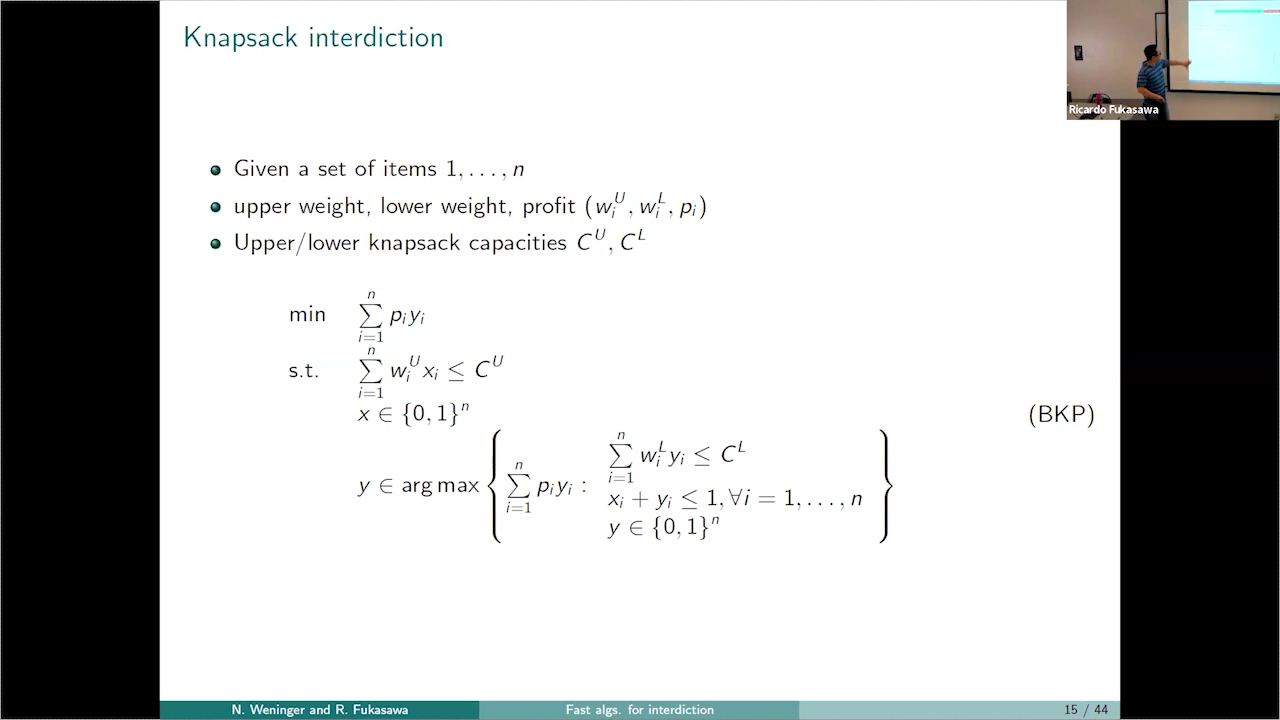 Knapsack interdiction
Ricardo Fukasawa
Given a set of items 1, . . . , n
upper weight, lower weight, profit (w_i^U, w_i^L, p_i)
Upper/lower knapsack capacities C^U, C^L
min ∑_{i=1}^n p_i y_i
s.t. ∑_{i=1}^n w_i^U x_i ≤ C^U
x ∈ {0, 1}^n
(BKP)
y ∈ arg max { ∑_{i=1}^n p_i y_i : ∑_{i=1}^n w_i^L y_i ≤ C^L
x_i + y_i ≤ 1, ∀i = 1, . . . , n
y ∈ {0, 1}^n }
N. Weninger and R. Fukasawa
Fast algs. for interdiction
15 / 44